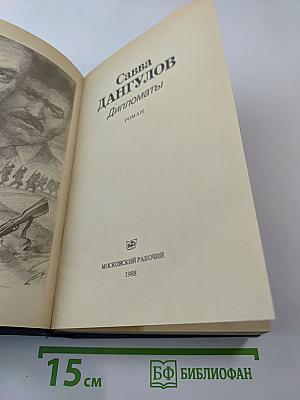 Савва
ДАНГУЛОВ
Дипломаты
РОМАН
МОСКОВСКИЙ РАБОЧИЙ
1988
15 см
БФ БИБЛИОФАН